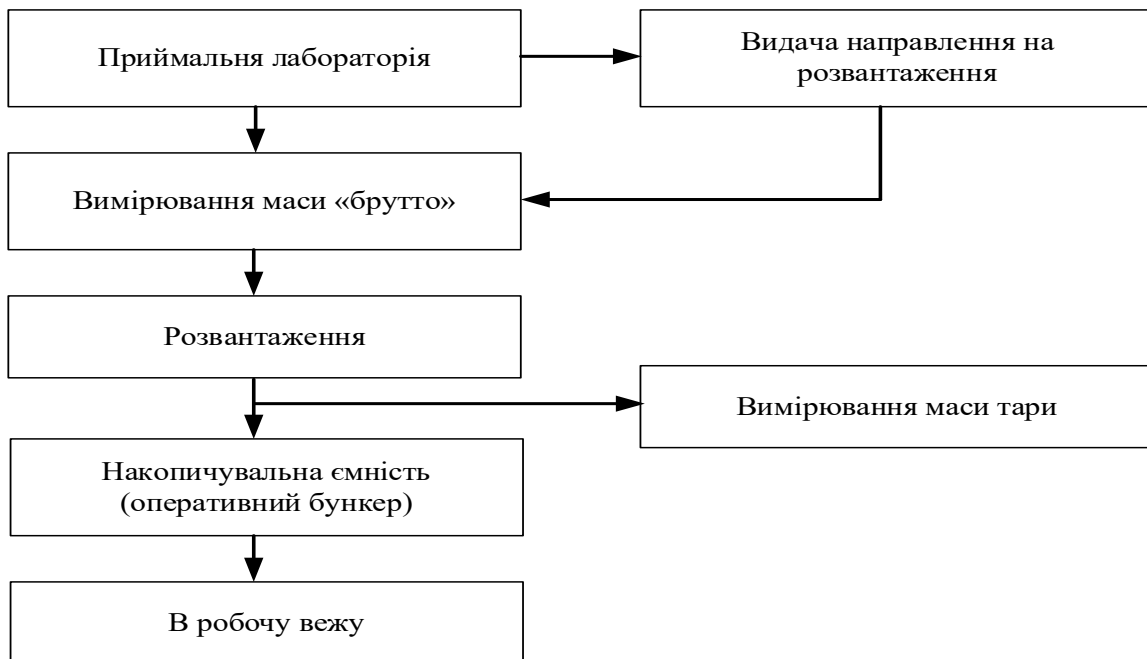 Приймальня лабораторія
Видача направлення на
розвантаження
Вимірювання маси «брутто»
Розвантаження
Вимірювання маси тари
Накопичувальна ємність
(оперативний бункер)
В робочу вежу